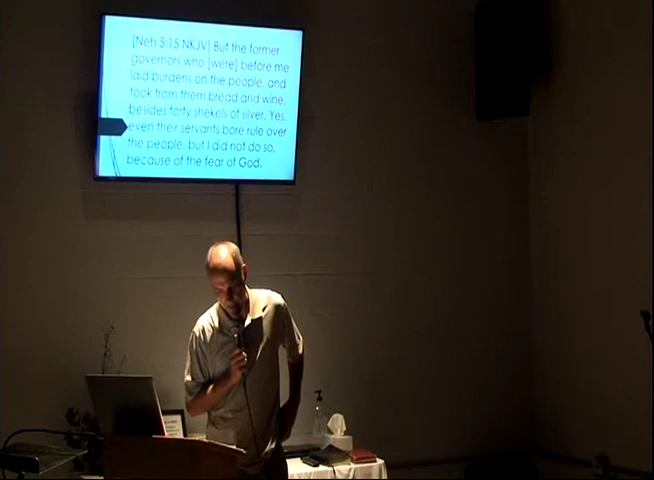 [Neh 5:15 NKJV] But the former
governors who [were] before me
laid burdens on the people, and
took from them bread and wine,
besides forty shekels of silver. Yes,
even their servants bore rule over
the people, but I did not do so,
because of the fear of God.